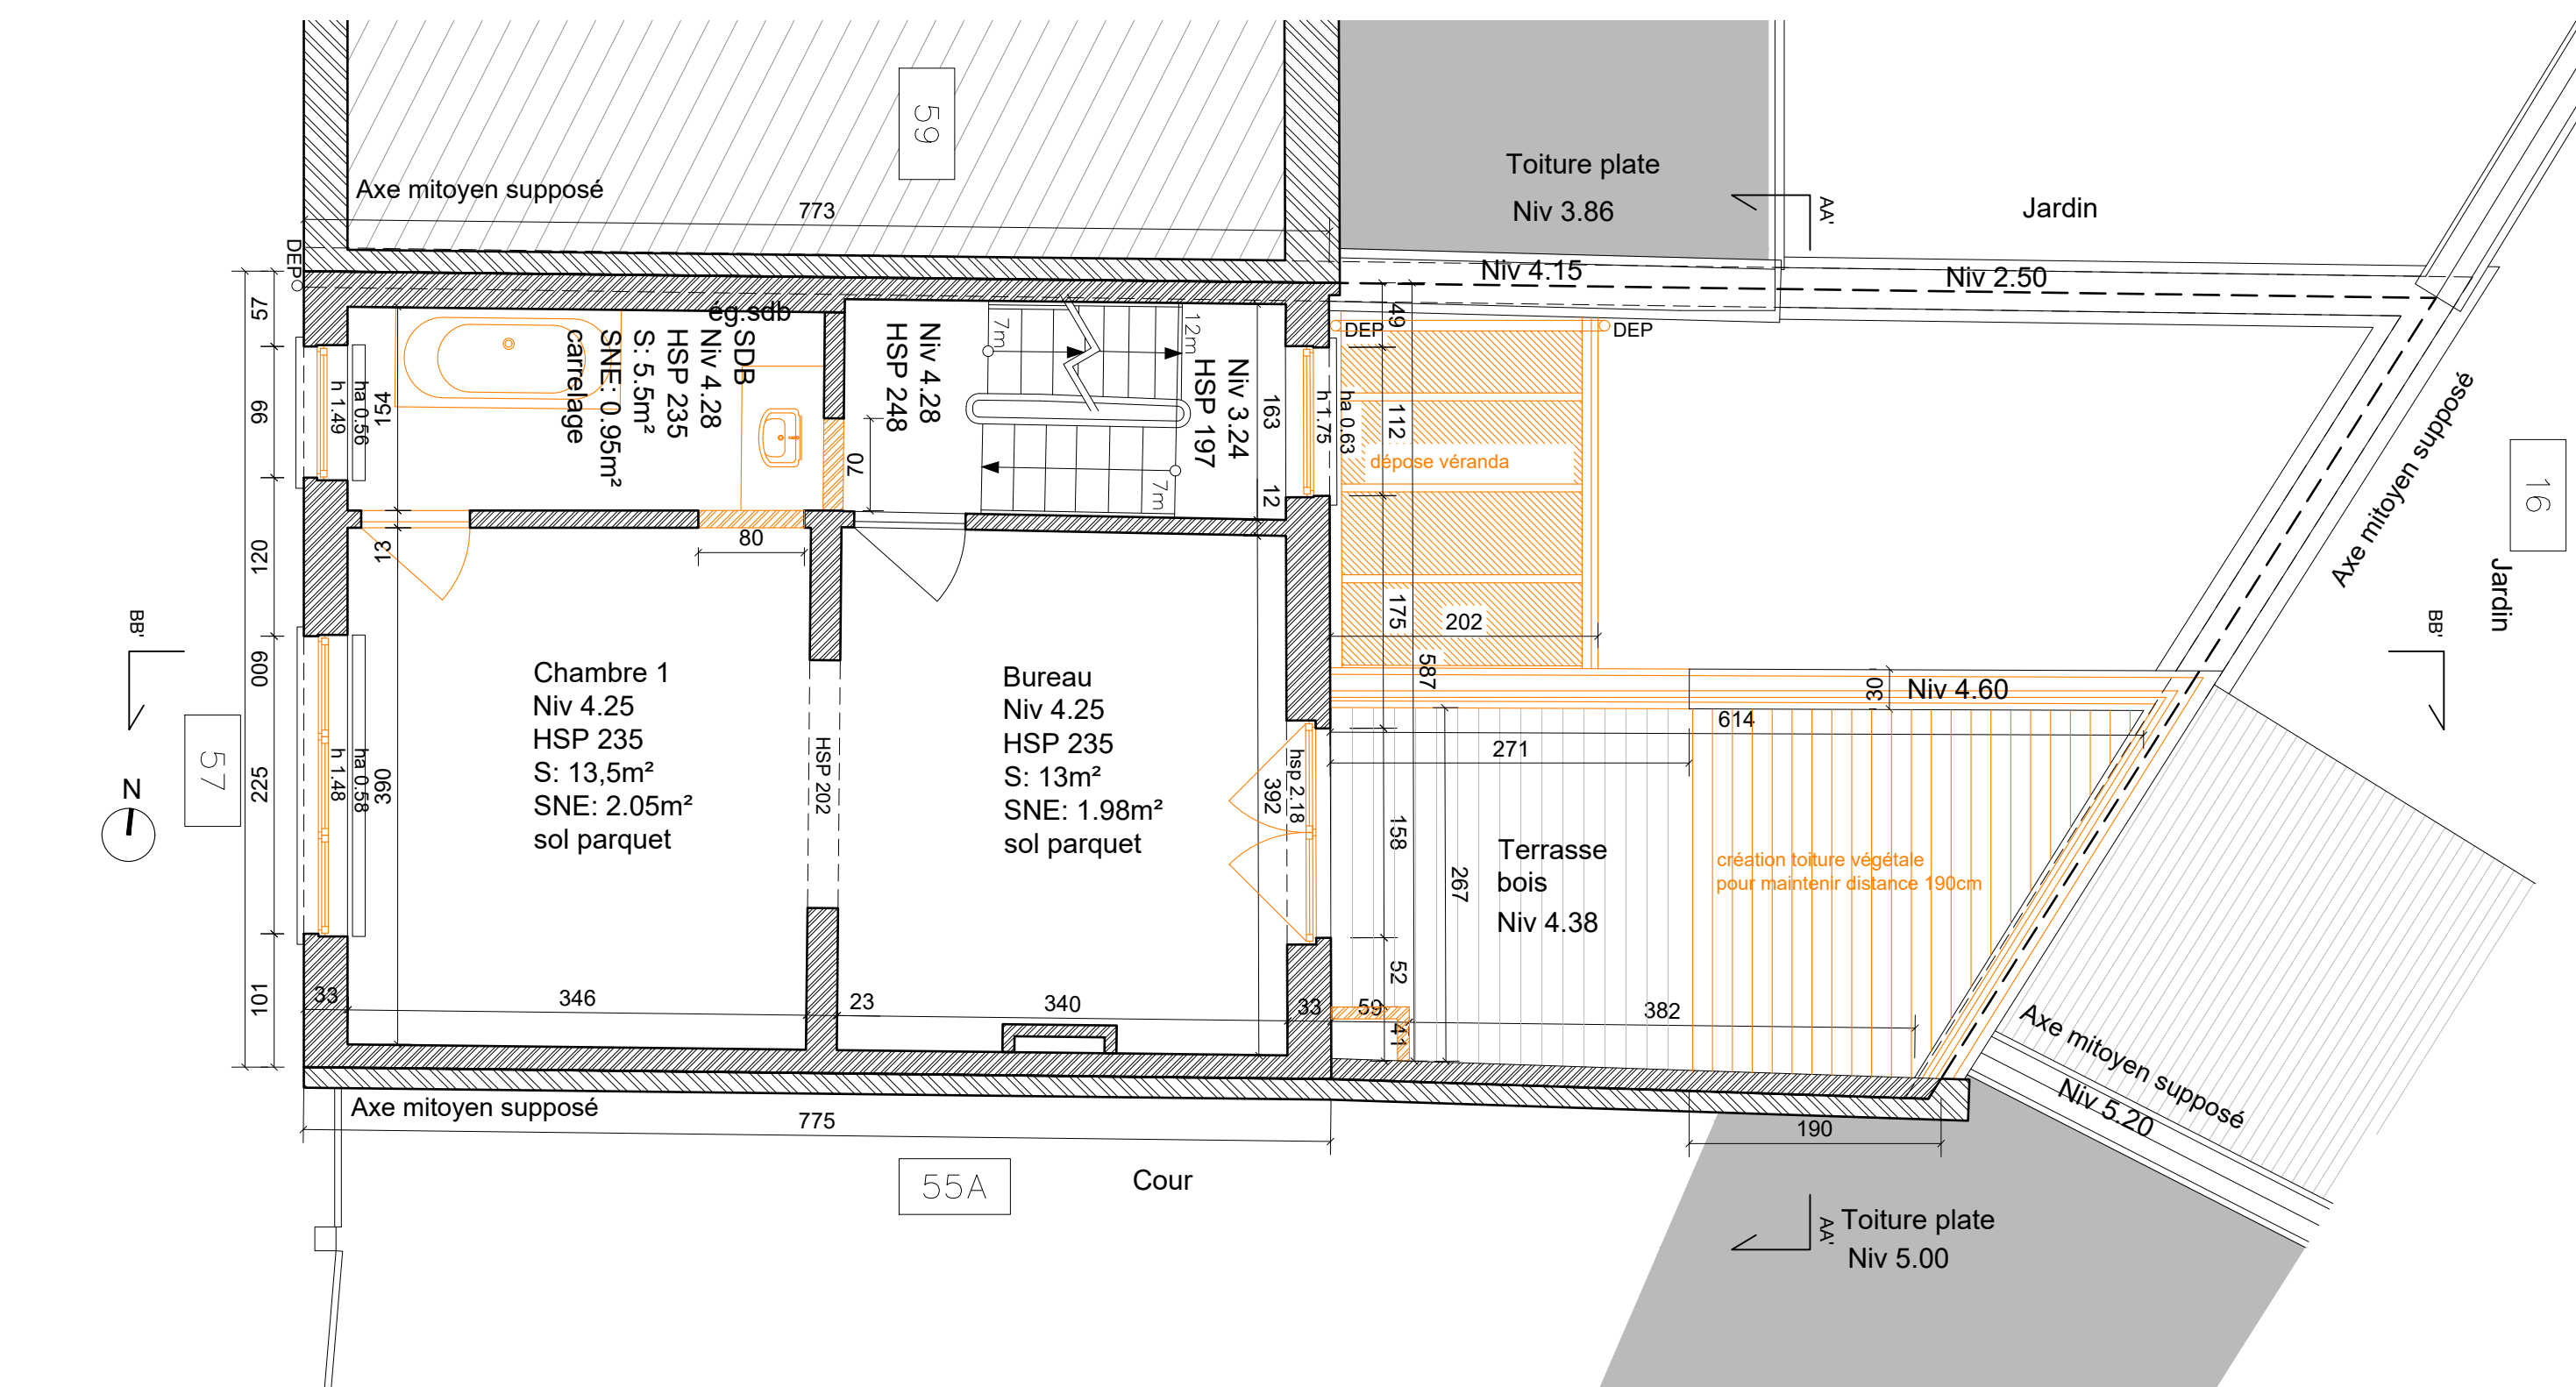 59
Axe mitoyen supposé
773
Toiture plate
Niv 3.86
AA'
Jardin
DEP
Niv 4.15
Niv 2.50
57
99
120
600
225
101
ég.sdb
SDB
Niv 4.28
HSP 235
S: 5.5m²
SNE: 0.95m²
carrelage
ha 0.56
h 1.49
154
13
70
80
Niv 4.28
HSP 248
7m
12m
7m
Niv 3.24
HSP 197
163
12
ha 0.63
h 1.75
49
112
175
587
158
52
41
DEP
DEP
dépose véranda
202
Axe mitoyen supposé
16
Jardin
BB'
BB'
57
N
Chambre 1
Niv 4.25
HSP 235
S: 13,5m²
SNE: 2.05m²
sol parquet
ha 0.58
h 1.48
390
HSP 202
Bureau
Niv 4.25
HSP 235
S: 13m²
SNE: 1.98m²
sol parquet
hsp 2.18
392
30
Niv 4.60
614
271
267
Terrasse
bois
Niv 4.38
création toiture végétale
pour maintenir distance 190cm
33
346
23
340
33
59
382
Axe mitoyen supposé
Niv 5.20
Axe mitoyen supposé
775
190
55A
Cour
AA'
Toiture plate
Niv 5.00